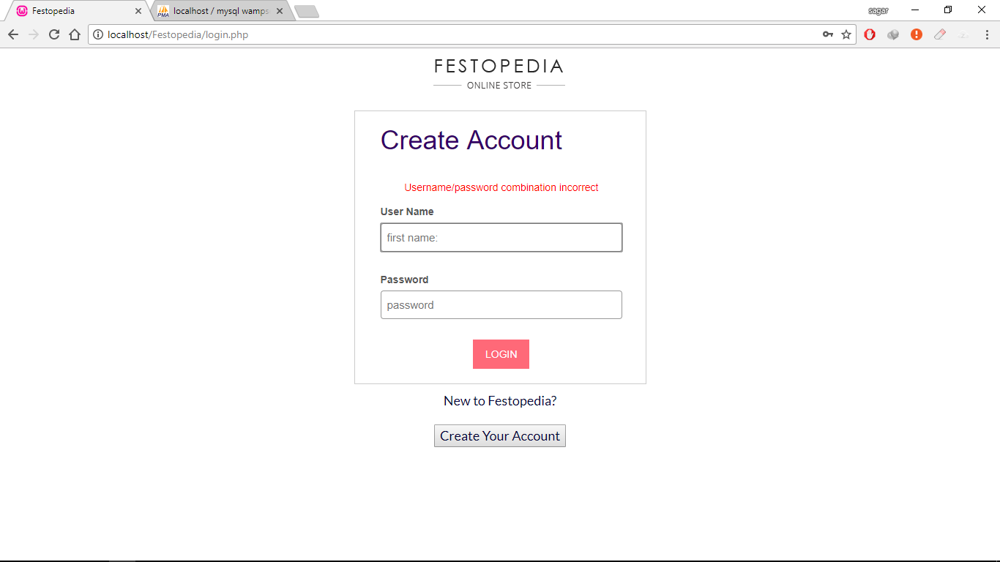 Festopedia
localhost / mysql wamps
sagar
localhost/Festopedia/login.php
FESTOPEDIA
ONLINE STORE
Create Account
Username/password combination incorrect
User Name
first name:
Password
password
LOGIN
New to Festopedia?
Create Your Account